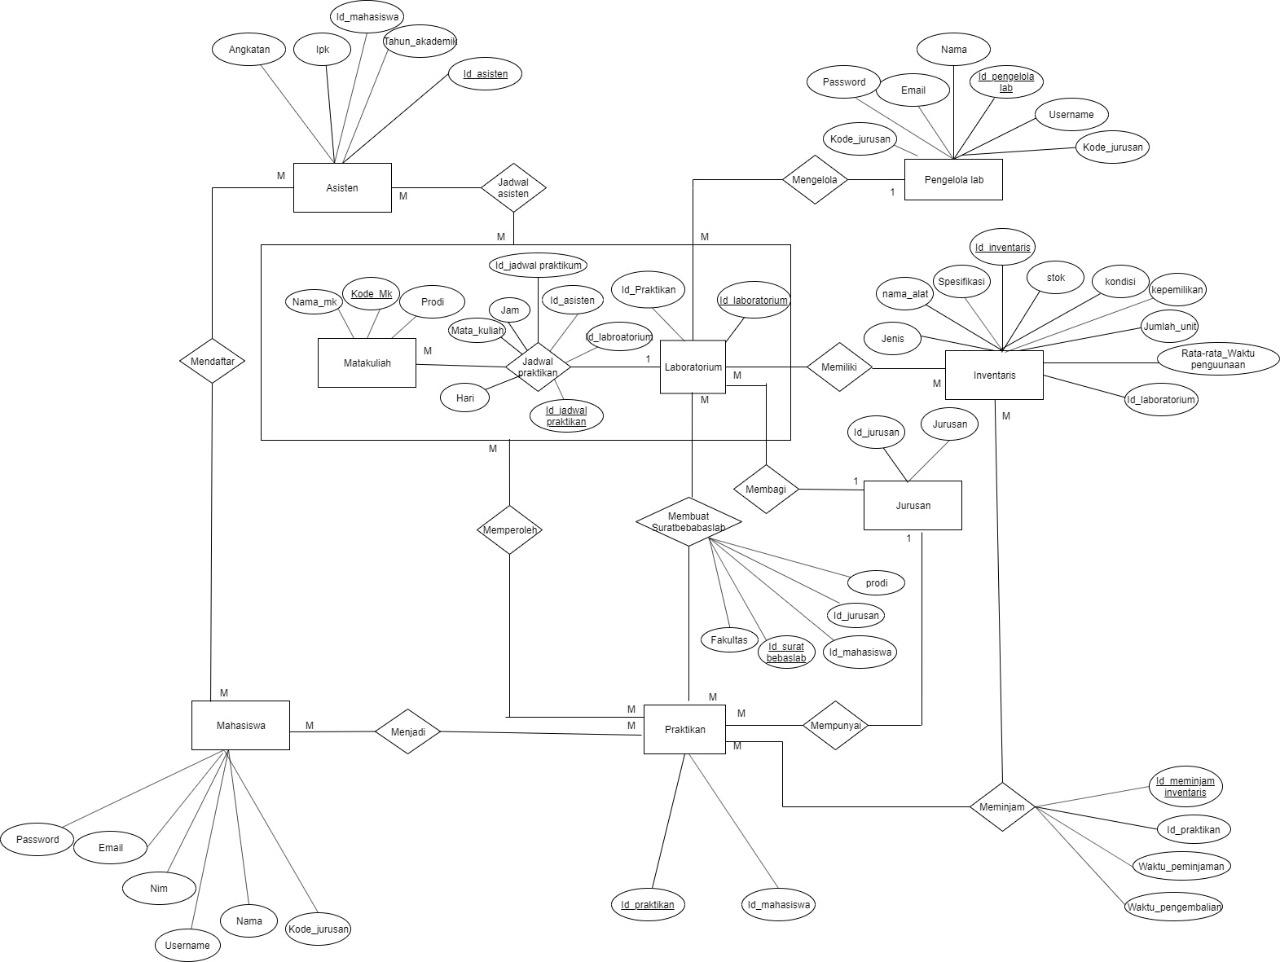 Id_mahasiswa
Angkatan
Ipk
Tahun_akademik
Id_asisten
Nama
Password
Email
Id_pengelola
lab
Username
Kode_jurusan
Kode_jurusan
M
Asisten
M
Jadwal
asisten
Mengelola
1
Pengelola lab
M
M
Id_inventaris
Id_jadwal praktikum
Nama_mk
Kode_Mk
Prodi
Jam
Id_asisten
Id_Praktikan
Id_laboratorium
nama_alat
Spesifikasi
stok
kondisi
kepemilikan
Mata_kuliah
Id_labroatorium
Jenis
Jumlah_unit
Mendaftar
Matakuliah
M
Jadwal
praktikan
1
Laboratorium
M
Memiliki
M
Inventaris
Rata-rata_Waktu
penguunaan
Hari
Id_jadwal
praktikan
M
Id_laboratorium
M
M
Id_jurusan
Jurusan
Memperoleh
Membuat
Suratbebabaslab
Membagi
1
Jurusan
1
prodi
Id_jurusan
Fakultas
Id_surat
bebaslab
Id_mahasiswa
M
Mahasiswa
M
Menjadi
M
M
M
Praktikan
M
M
Mempunyai
Meminjam
Id_meminjam
inventaris
Id_praktikan
Waktu_peminjaman
Waktu_pengembalian
Password
Email
Nim
Username
Nama
Kode_jurusan
Id_praktikan
Id_mahasiswa